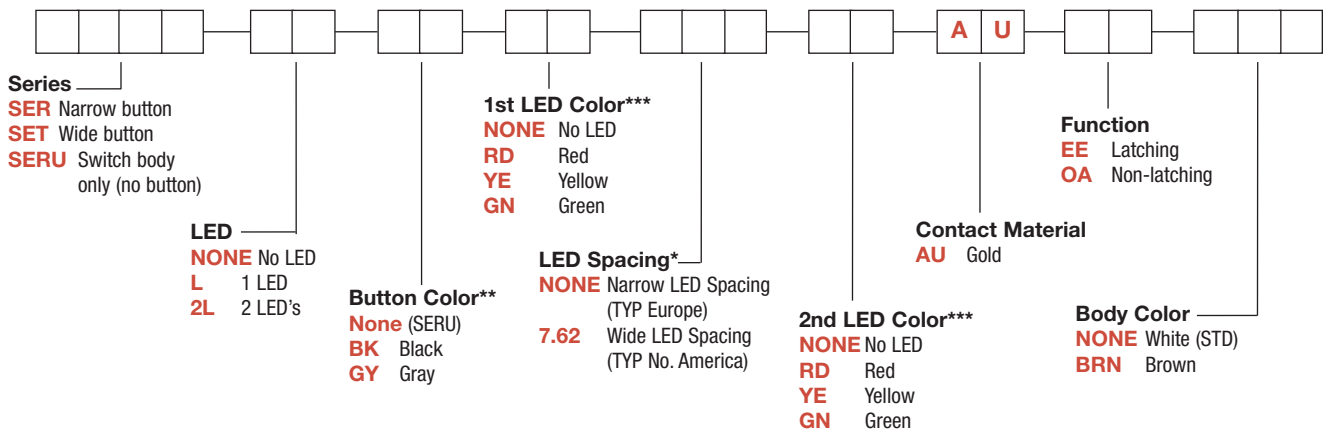 A U
Series
SER Narrow button
SET Wide button
SERU Switch body
only (no button)
LED
NONE No LED
L 1 LED
2L 2 LED's
Button Color**
None (SERU)
BK Black
GY Gray
1st LED Color***
NONE No LED
RD Red
YE Yellow
GN Green
LED Spacing*
NONE Narrow LED Spacing
(TYP Europe)
7.62 Wide LED Spacing
(TYP No. America)
2nd LED Color***
NONE No LED
RD Red
YE Yellow
GN Green
Contact Material
AU Gold
Function
EE Latching
OA Non-latching
Body Color
NONE White (STD)
BRN Brown